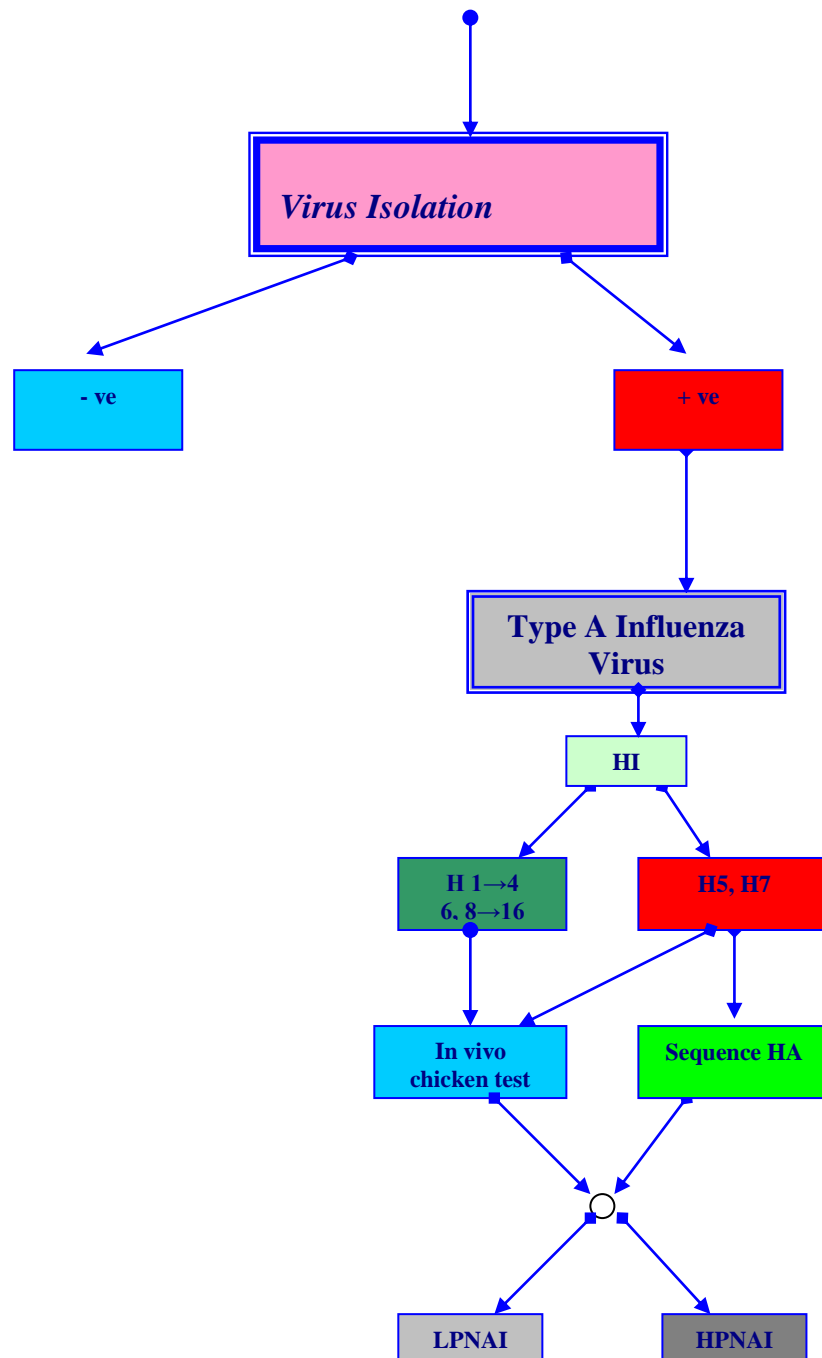 Virus Isolation
- ve
+ ve
Type A Influenza
Virus
HI
H 1→4
6, 8→16
H5, H7
In vivo
chicken test
Sequence HA
LPNAI
HPNAI